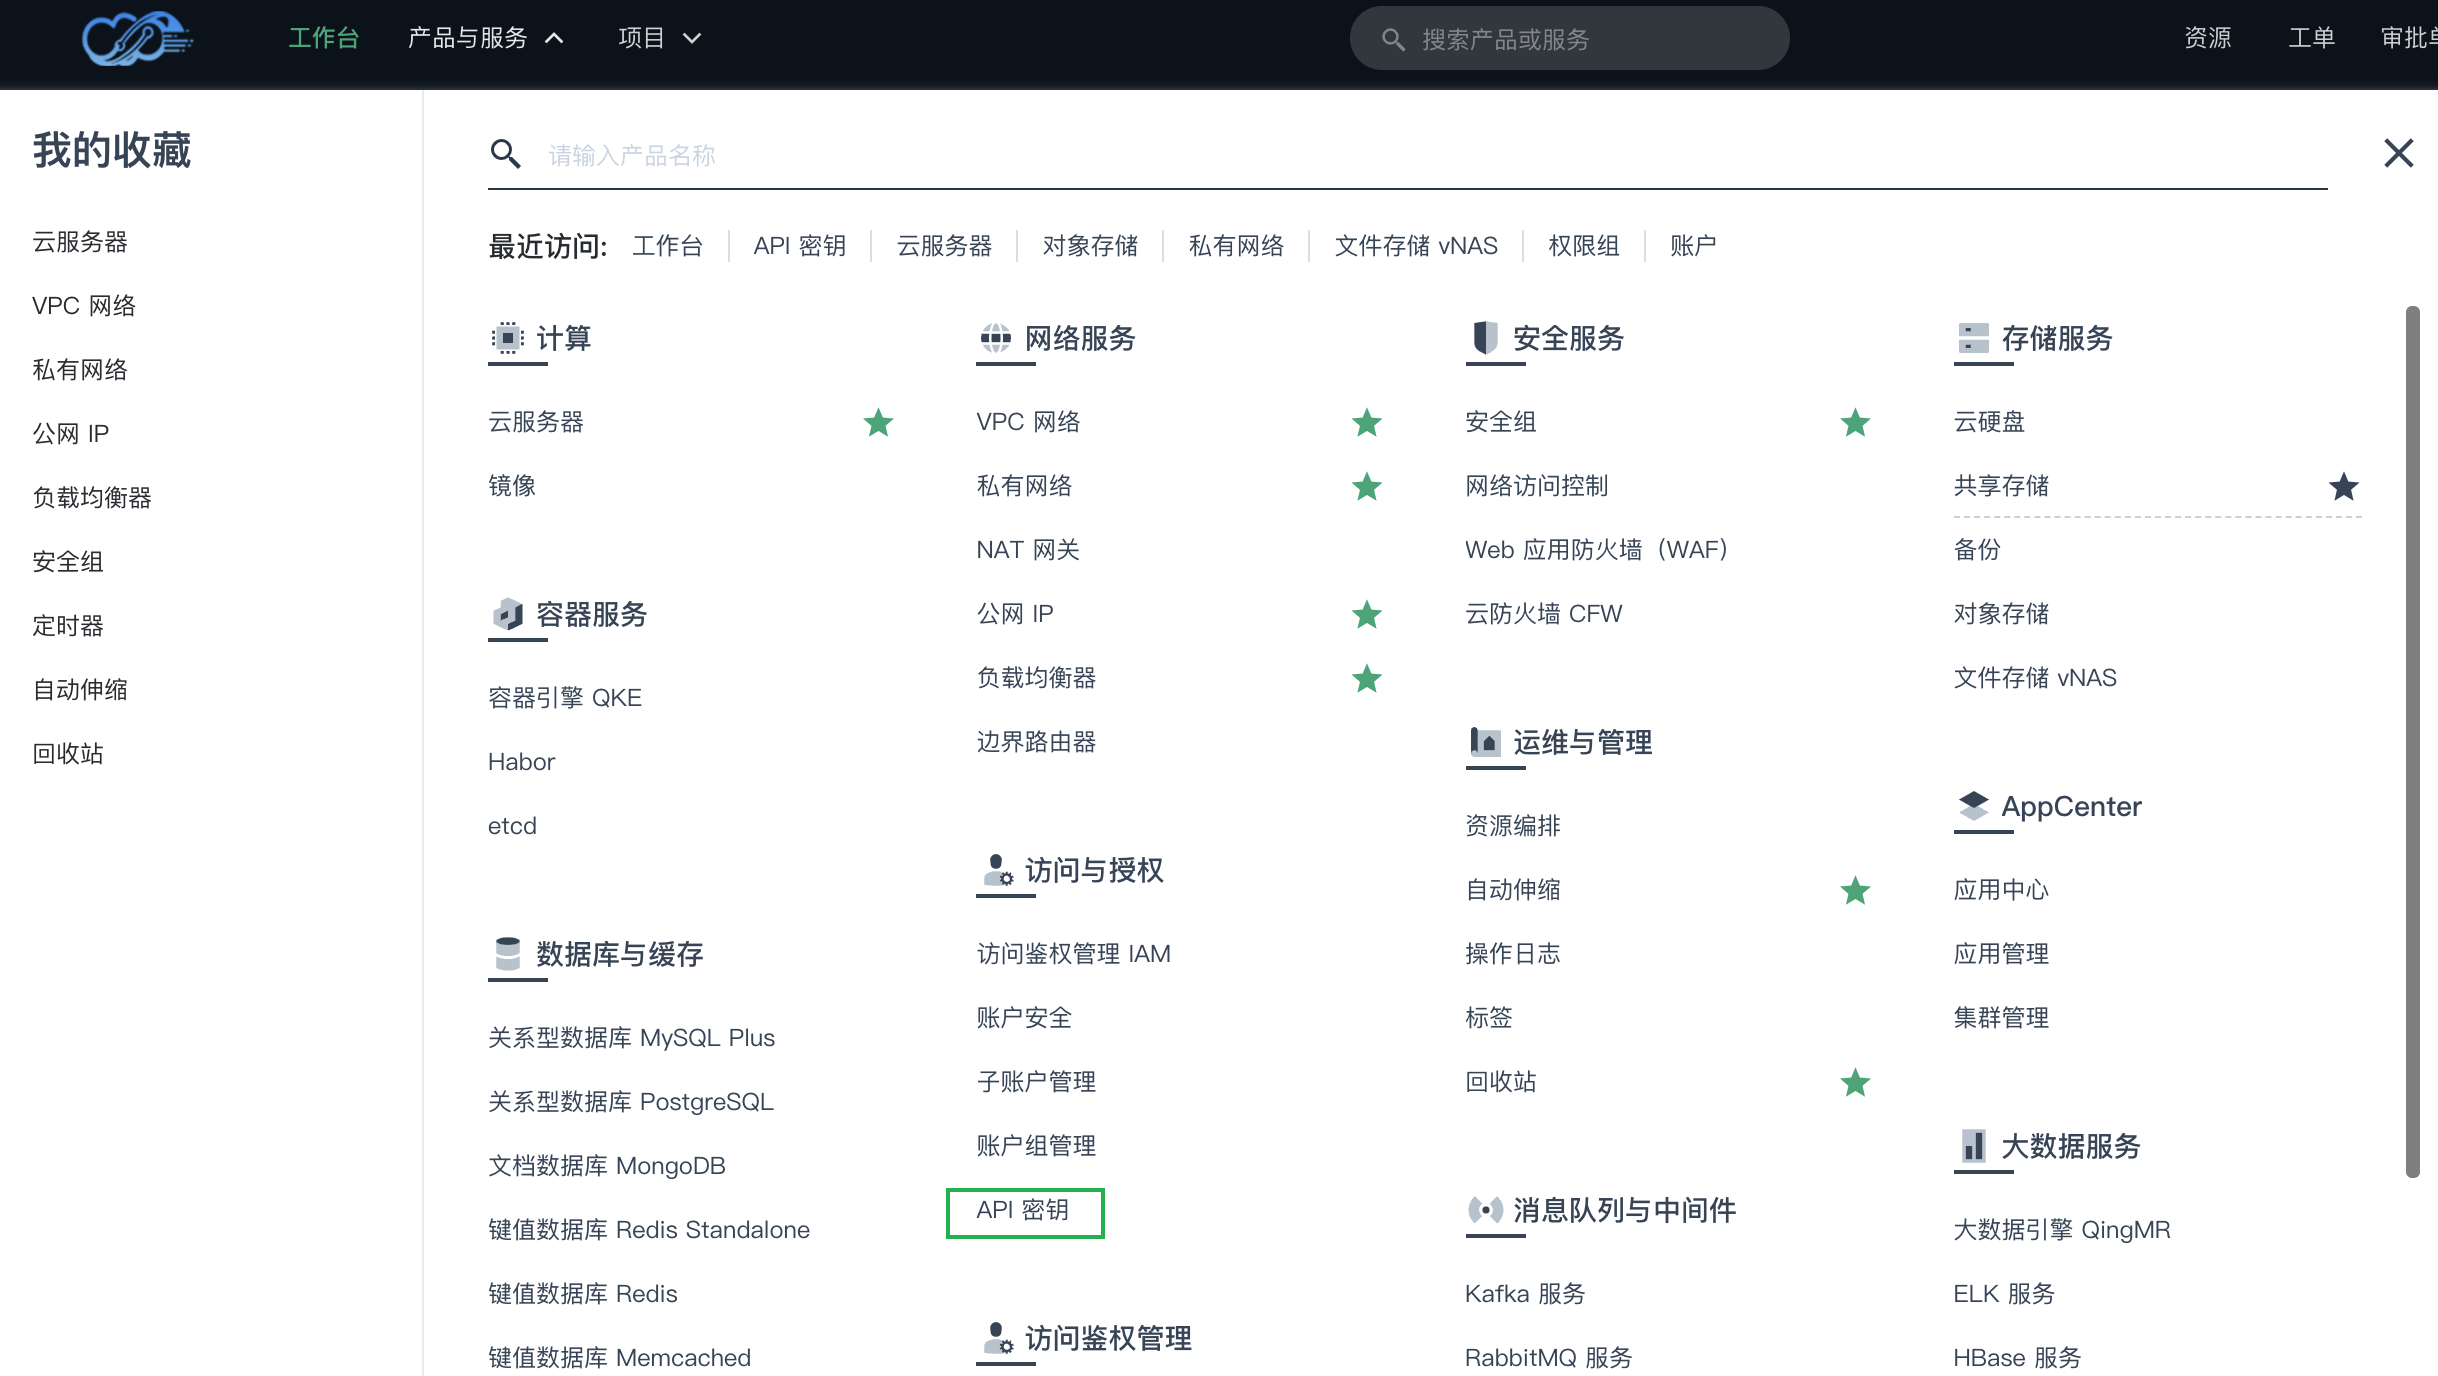 工作台
产品与服务
项目
搜索产品或服务
资源
工单
审批单
我的收藏
云服务器
VPC 网络
私有网络
公网 IP
负载均衡器
安全组
定时器
自动伸缩
回收站
请输入产品名称
最近访问: 工作台 API 密钥 云服务器 对象存储 私有网络 文件存储 vNAS 权限组 账户
计算
云服务器
镜像
容器服务
容器引擎 QKE
Habor
etcd
数据库与缓存
关系型数据库 MySQL Plus
关系型数据库 PostgreSQL
文档数据库 MongoDB
键值数据库 Redis Standalone
键值数据库 Redis
键值数据库 Memcached
网络服务
VPC 网络
私有网络
NAT 网关
公网 IP
负载均衡器
边界路由器
访问与授权
访问鉴权管理 IAM
账户安全
子账户管理
账户组管理
API 密钥
访问鉴权管理
安全服务
安全组
网络访问控制
Web 应用防火墙（WAF）
云防火墙 CFW
运维与管理
资源编排
自动伸缩
操作日志
标签
回收站
消息队列与中间件
Kafka 服务
RabbitMQ 服务
存储服务
云硬盘
共享存储
备份
对象存储
文件存储 vNAS
AppCenter
应用中心
应用管理
集群管理
大数据服务
大数据引擎 QingMR
ELK 服务
HBase 服务